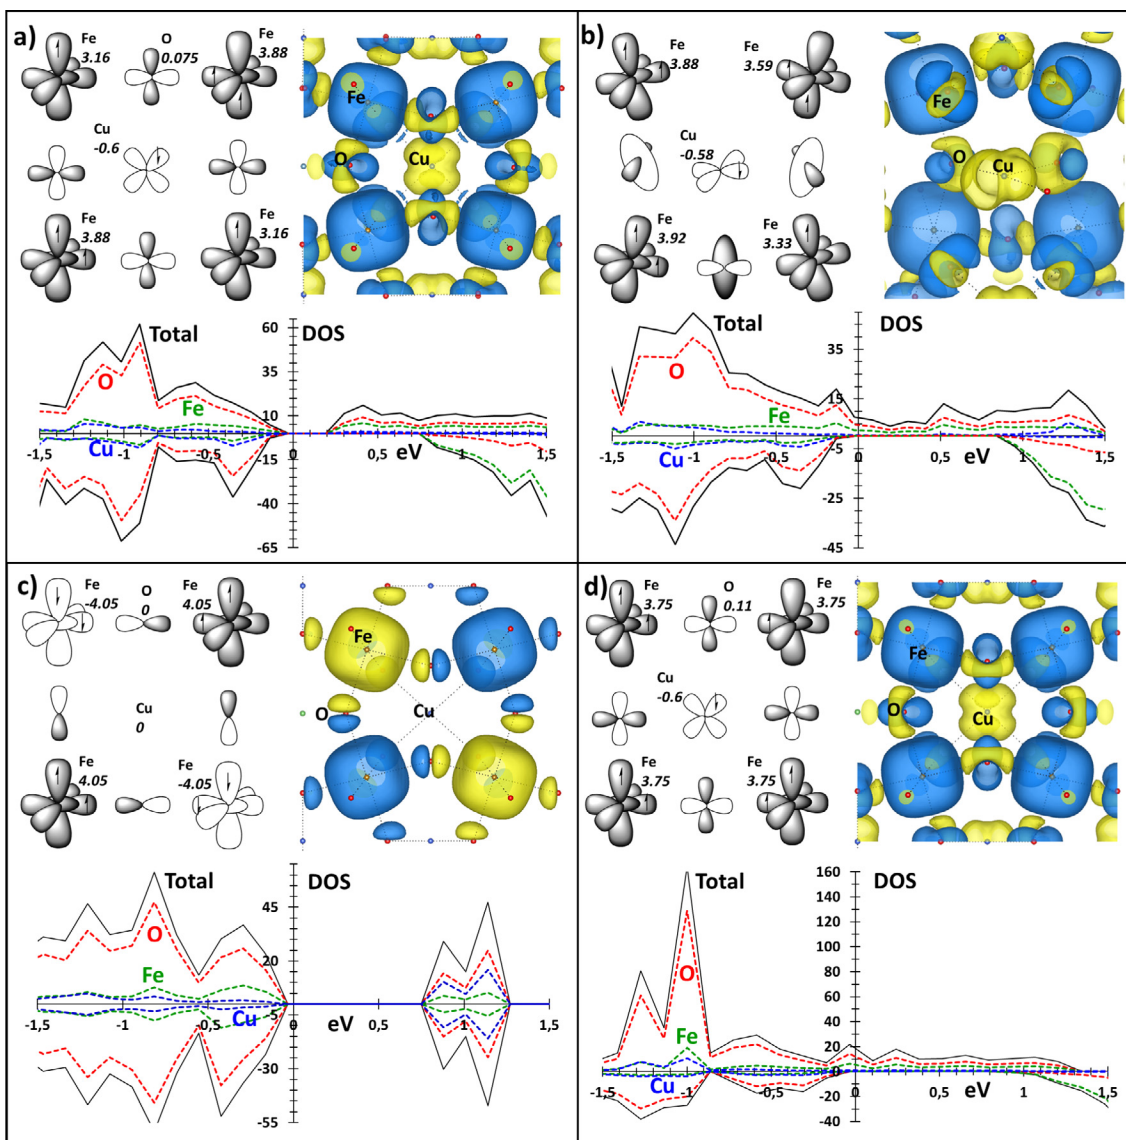 a)
Fe
3.16
O
0.075
Fe
3.88
Cu
-0.6
Fe
3.88
Fe
3.16
Fe
O
Cu
Total
DOS
60
35
10
-15
-40
-65
O
Fe
Cu
-1,5
-1
-0,5
0
0,5
1
1,5
eV
b)
Fe
3.88
Fe
3.59
Cu
-0.58
Fe
3.92
Fe
3.33
Fe
O
Cu
Total
DOS
35
15
-5
-25
-45
O
Fe
Cu
-1,5
-1
-0,5
0
0,5
1
1,5
eV
c)
Fe
-4.05
O
0
Fe
4.05
Cu
0
Fe
4.05
Fe
-4.05
Fe
O
Cu
Total
DOS
45
20
-5
-30
-55
O
Fe
Cu
-1,5
-1
-0,5
0
0,5
1
1,5
eV
d)
Fe
3.75
O
0.11
Fe
3.75
Cu
-0.6
Fe
3.75
Fe
3.75
Fe
O
Cu
Total
DOS
160
140
120
100
80
60
40
20
0
-20
-40
O
Fe
Cu
-1,5
-1
-0,5
0
0,5
1
1,5
eV